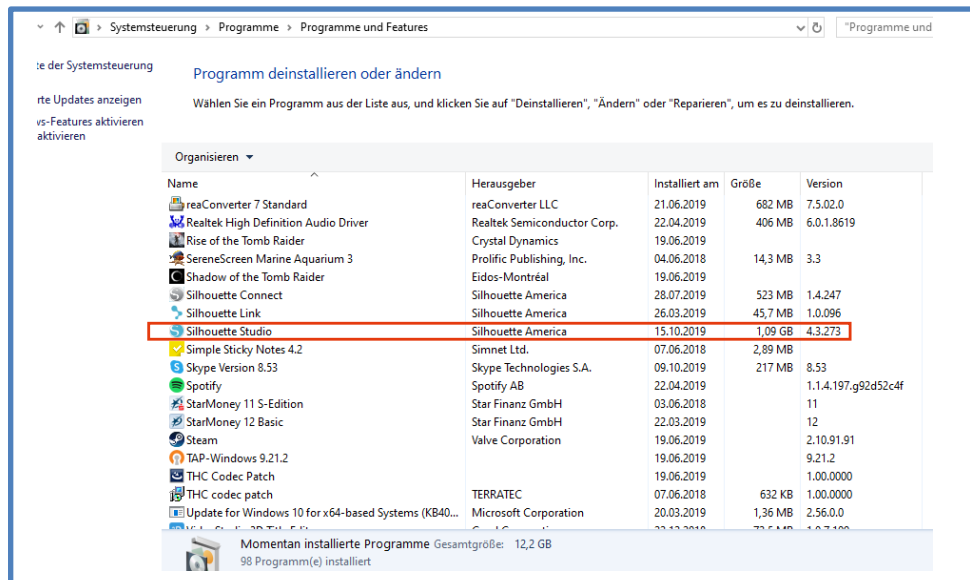 Systemsteuerung > Programme > Programme und Features "Programme und
te der Systemsteuerung
Programm deinstallieren oder ändern
rte Updates anzeigen
Wählen Sie ein Programm aus der Liste aus, und klicken Sie auf "Deinstallieren", "Ändern" oder "Reparieren", um es zu deinstallieren.
vs-Features aktivieren
aktivieren
Organisieren
Name Herausgeber Installiert am Größe Version
reaConverter 7 Standard reaConverter LLC 21.06.2019 682 MB 7.5.02.0
Realtek High Definition Audio Driver Realtek Semiconductor Corp. 22.04.2019 406 MB 6.0.1.8619
Rise of the Tomb Raider Crystal Dynamics 19.06.2019
SereneScreen Marine Aquarium 3 Prolific Publishing, Inc. 04.06.2018 14,3 MB 3.3
Shadow of the Tomb Raider Eidos-Montréal 19.06.2019
Silhouette Connect Silhouette America 28.07.2019 523 MB 1.4.247
Silhouette Link Silhouette America 26.03.2019 45,7 MB 1.0.096
Silhouette Studio Silhouette America 15.10.2019 1,09 GB 4.3.273
Simple Sticky Notes 4.2 Simnet Ltd. 07.06.2018 2,89 MB
Skype Version 8.53 Skype Technologies S.A. 09.10.2019 217 MB 8.53
Spotify Spotify AB 22.04.2019 1.1.4.197.g92d52c4f
StarMoney 11 S-Edition Star Finanz GmbH 03.06.2018 11
StarMoney 12 Basic Star Finanz GmbH 22.03.2019 12
Steam Valve Corporation 19.06.2019 2.10.91.91
TAP-Windows 9.21.2 19.06.2019 9.21.2
THC Codec Patch 19.06.2019 1.00.0000
THC codec patch TERRATEC 07.06.2018 632 KB 1.00.0000
Update for Windows 10 for x64-based Systems (KB40... Microsoft Corporation 20.03.2019 1,36 MB 2.56.0.0
Momentan installierte Programme Gesamtgröße: 12,2 GB
98 Programm(e) installiert